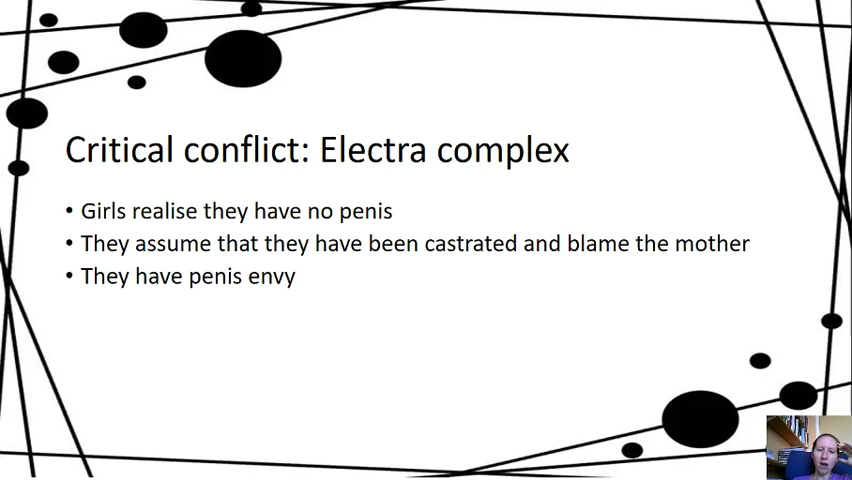 Critical conflict: Electra complex
• Girls realise they have no penis
• They assume that they have been castrated and blame the mother
• They have penis envy